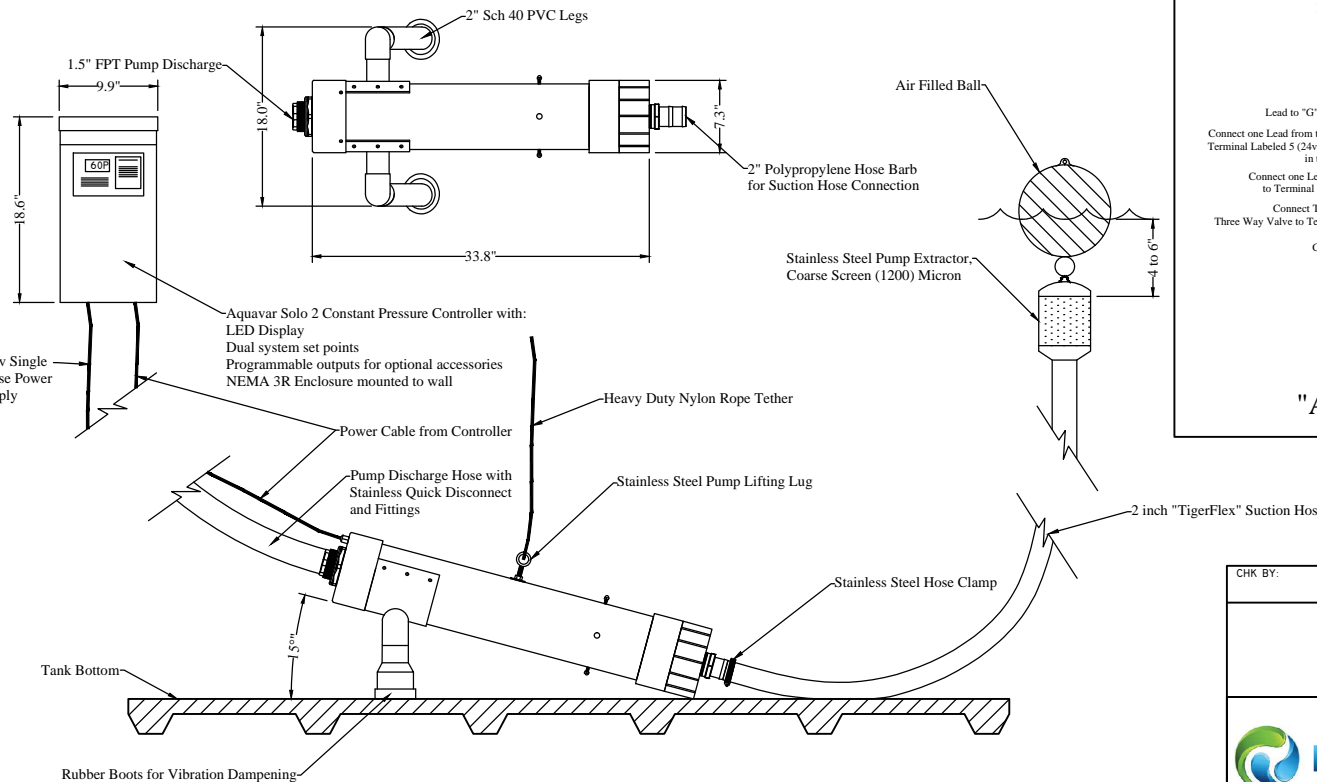 2" Sch 40 PVC Legs
1.5" FPT Pump Discharge
9.9"
18.0"
7.3"
18.6"
60P
2" Polypropylene Hose Barb
for Suction Hose Connection
33.8"
Aquavar Solo 2 Constant Pressure Controller with:
LED Display
Dual system set points
Programmable outputs for optional accessories
NEMA 3R Enclosure mounted to wall
Single
Power
Power Cable from Controller
Heavy Duty Nylon Rope Tether
Pump Discharge Hose with
Stainless Quick Disconnect
and Fittings
Stainless Steel Pump Lifting Lug
Stainless Steel Hose Clamp
15°
Tank Bottom
Rubber Boots for Vibration Dampening
Air Filled Ball
4 to 6"
Stainless Steel Pump Extractor,
Coarse Screen (1200) Micron
2 inch "TigerFlex" Suction
Lead to "G"
Connect one Lead from
Terminal Labeled 5
in
Connect one
to Terminal
Connect
Three Way Valve to
CHK BY: